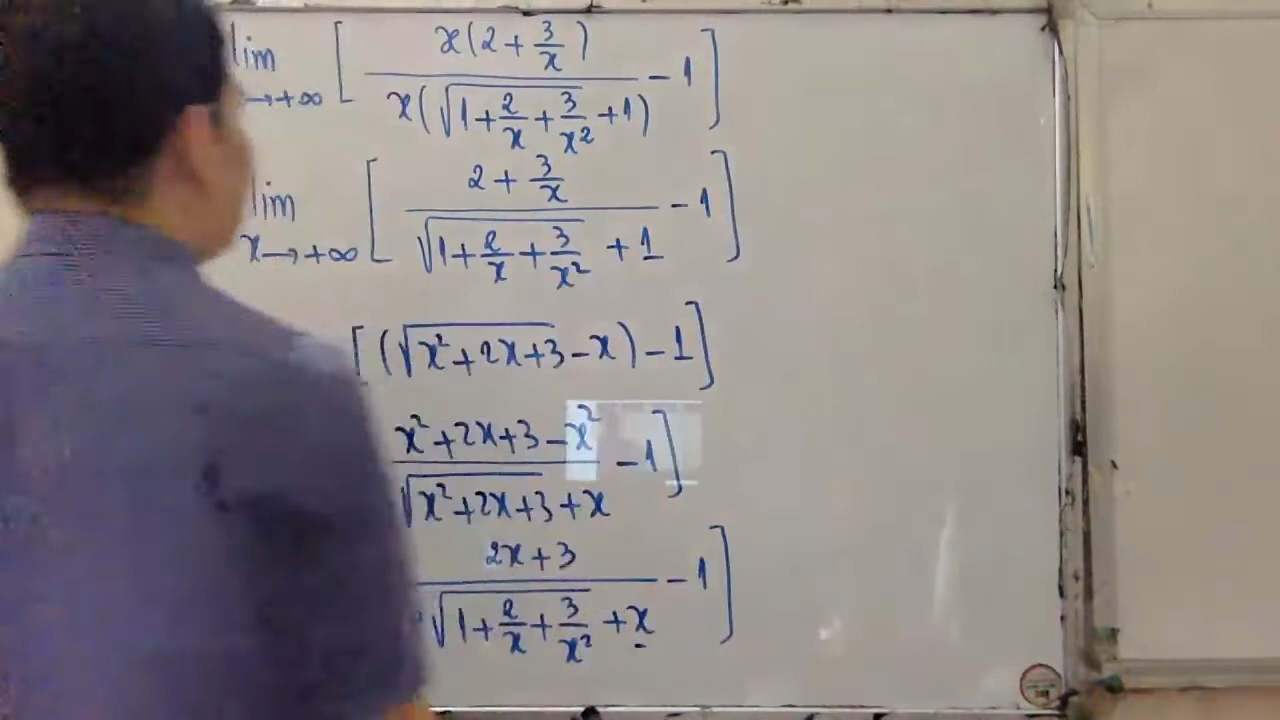 lim x→+∞ [ x(2 + 3/x) / x(√(1 + 2/x + 3/x²) + 1) − 1 ]
lim x→+∞ [ (2 + 3/x) / (√(1 + 2/x + 3/x²) + 1) − 1 ]
[ (√(x² + 2x + 3) − x) − 1 ]
(x² + 2x + 3 − x²) / (√(x² + 2x + 3) + x) − 1 ]
(2x + 3) / (√(1 + 2/x + 3/x²) + x) − 1 ]